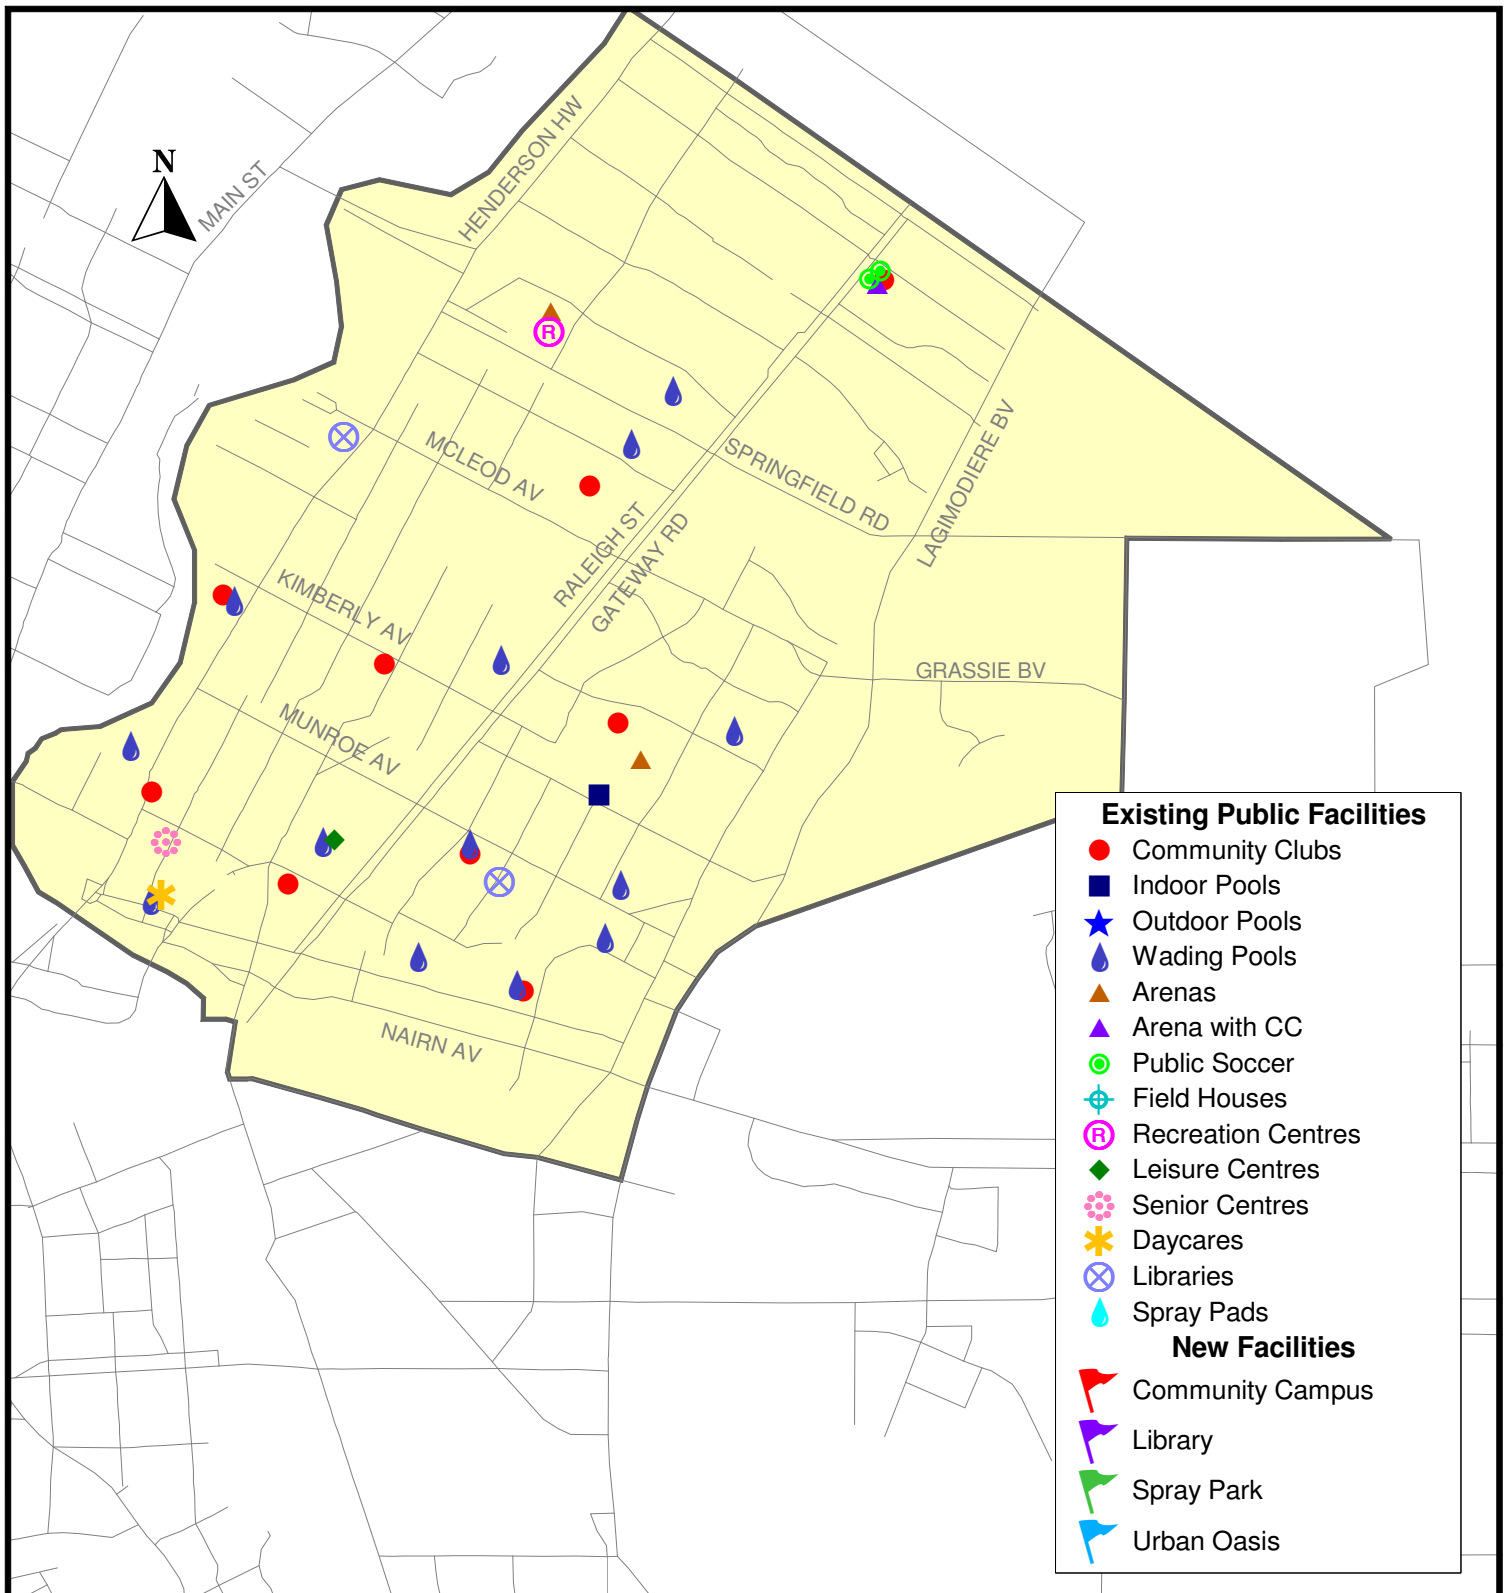 N
MAIN ST
HENDERSON HW
R
MCLEOD AV
SPRINGFIELD RD
LAGIMODIERE BV
RALEIGH ST
GATEWAY RD
KIMBERLY AV
GRASSIE BV
MUNROE AV
NAIRN AV
Existing Public Facilities
Community Clubs
Indoor Pools
Outdoor Pools
Wading Pools
Arenas
Arena with CC
Public Soccer
Field Houses
R Recreation Centres
Leisure Centres
Senior Centres
Daycares
Libraries
Spray Pads
New Facilities
Community Campus
Library
Spray Park
Urban Oasis